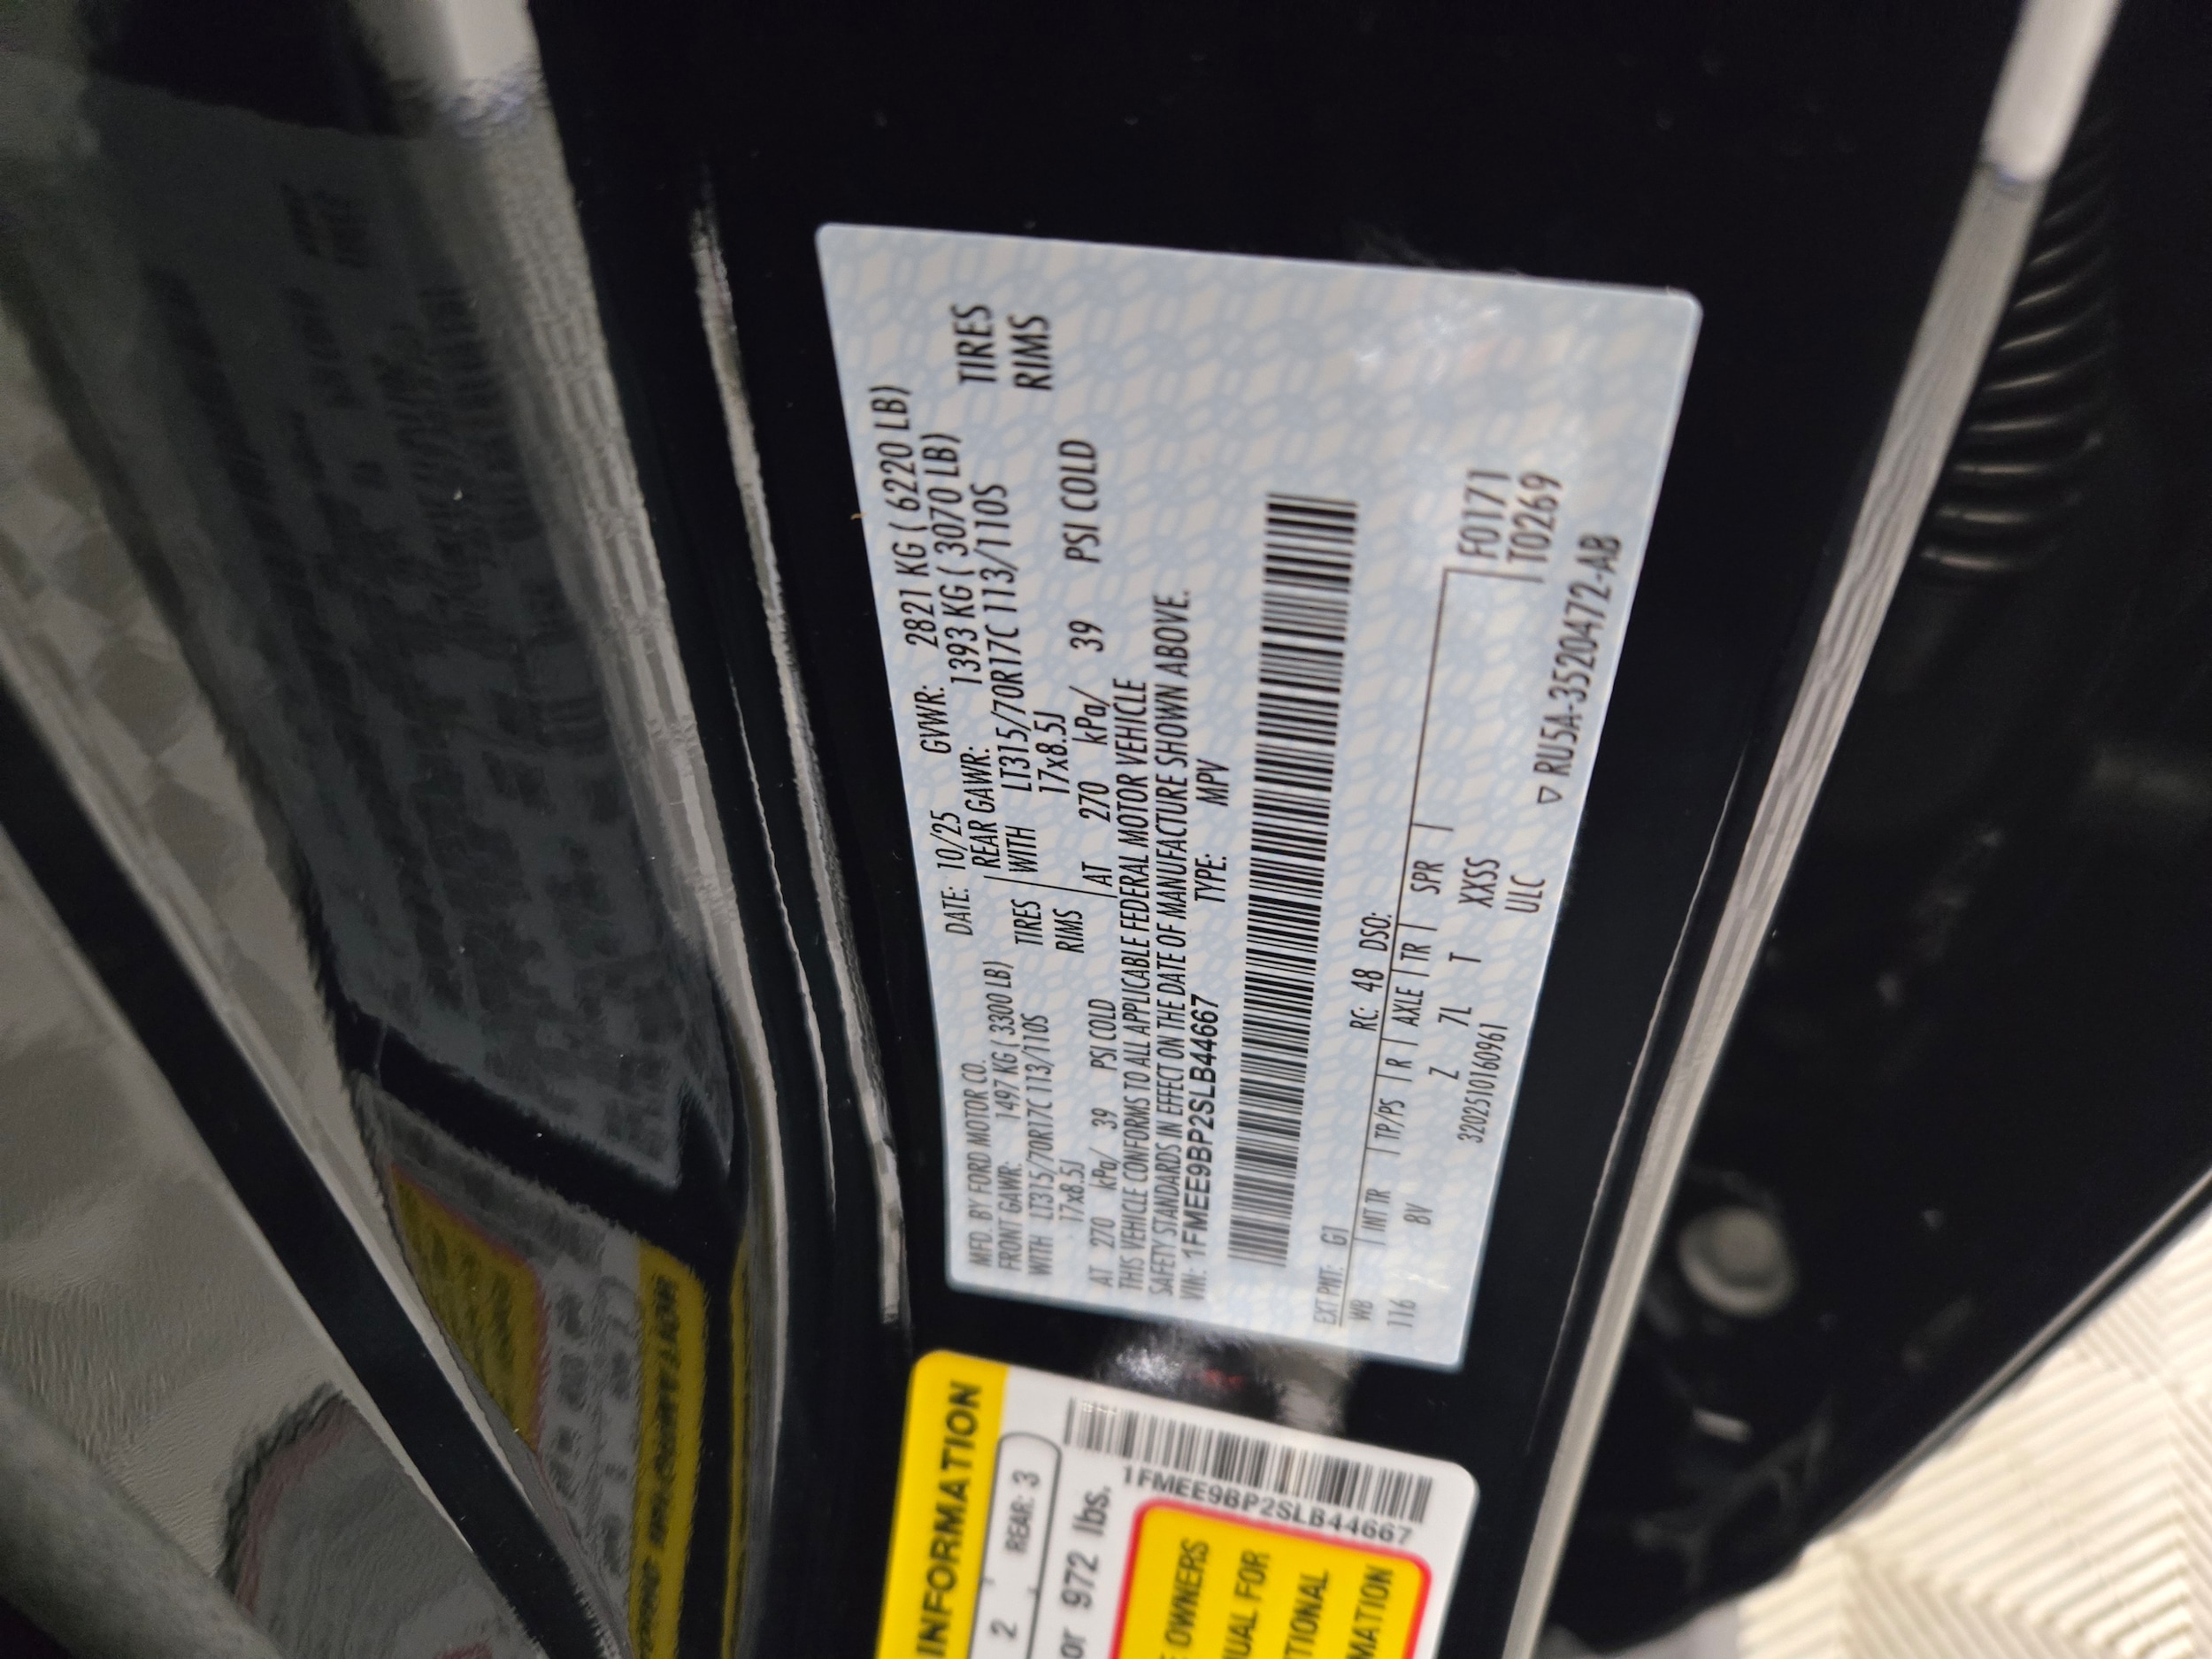 MFD. BY FORD MOTOR CO.
DATE: 10/25 GVWR: 2821 KG ( 6220 LB)
FRONT GAWR: 1497 KG ( 3300 LB) REAR GAWR: 1393 KG ( 3070 LB)
WITH LT315/70R17C 113/110S TIRES WITH LT315/70R17C 113/110S TIRES
17x8.5J RIMS 17x8.5J RIMS
AT 270 kPa/ 39 PSI COLD AT 270 kPa/ 39 PSI COLD
THIS VEHICLE CONFORMS TO ALL APPLICABLE FEDERAL MOTOR VEHICLE
SAFETY STANDARDS IN EFFECT ON THE DATE OF MANUFACTURE SHOWN ABOVE.
VIN: 1FMEE9BP2SLB44667 TYPE: MPV
EXT PNT: G1 RC: 48 DSO:
WB INT TR TP/PS R AXLE TR SPR F0171
116 8V Z 7L T XXSS T0269
320251016096​1 ULC ▽ RU5A-3520472-AB
INFORMATION
2 REAR: 3
or 972 lbs.
1FMEE9BP2SLB44667
OWNERS
UAL FOR
TIONAL
MATION